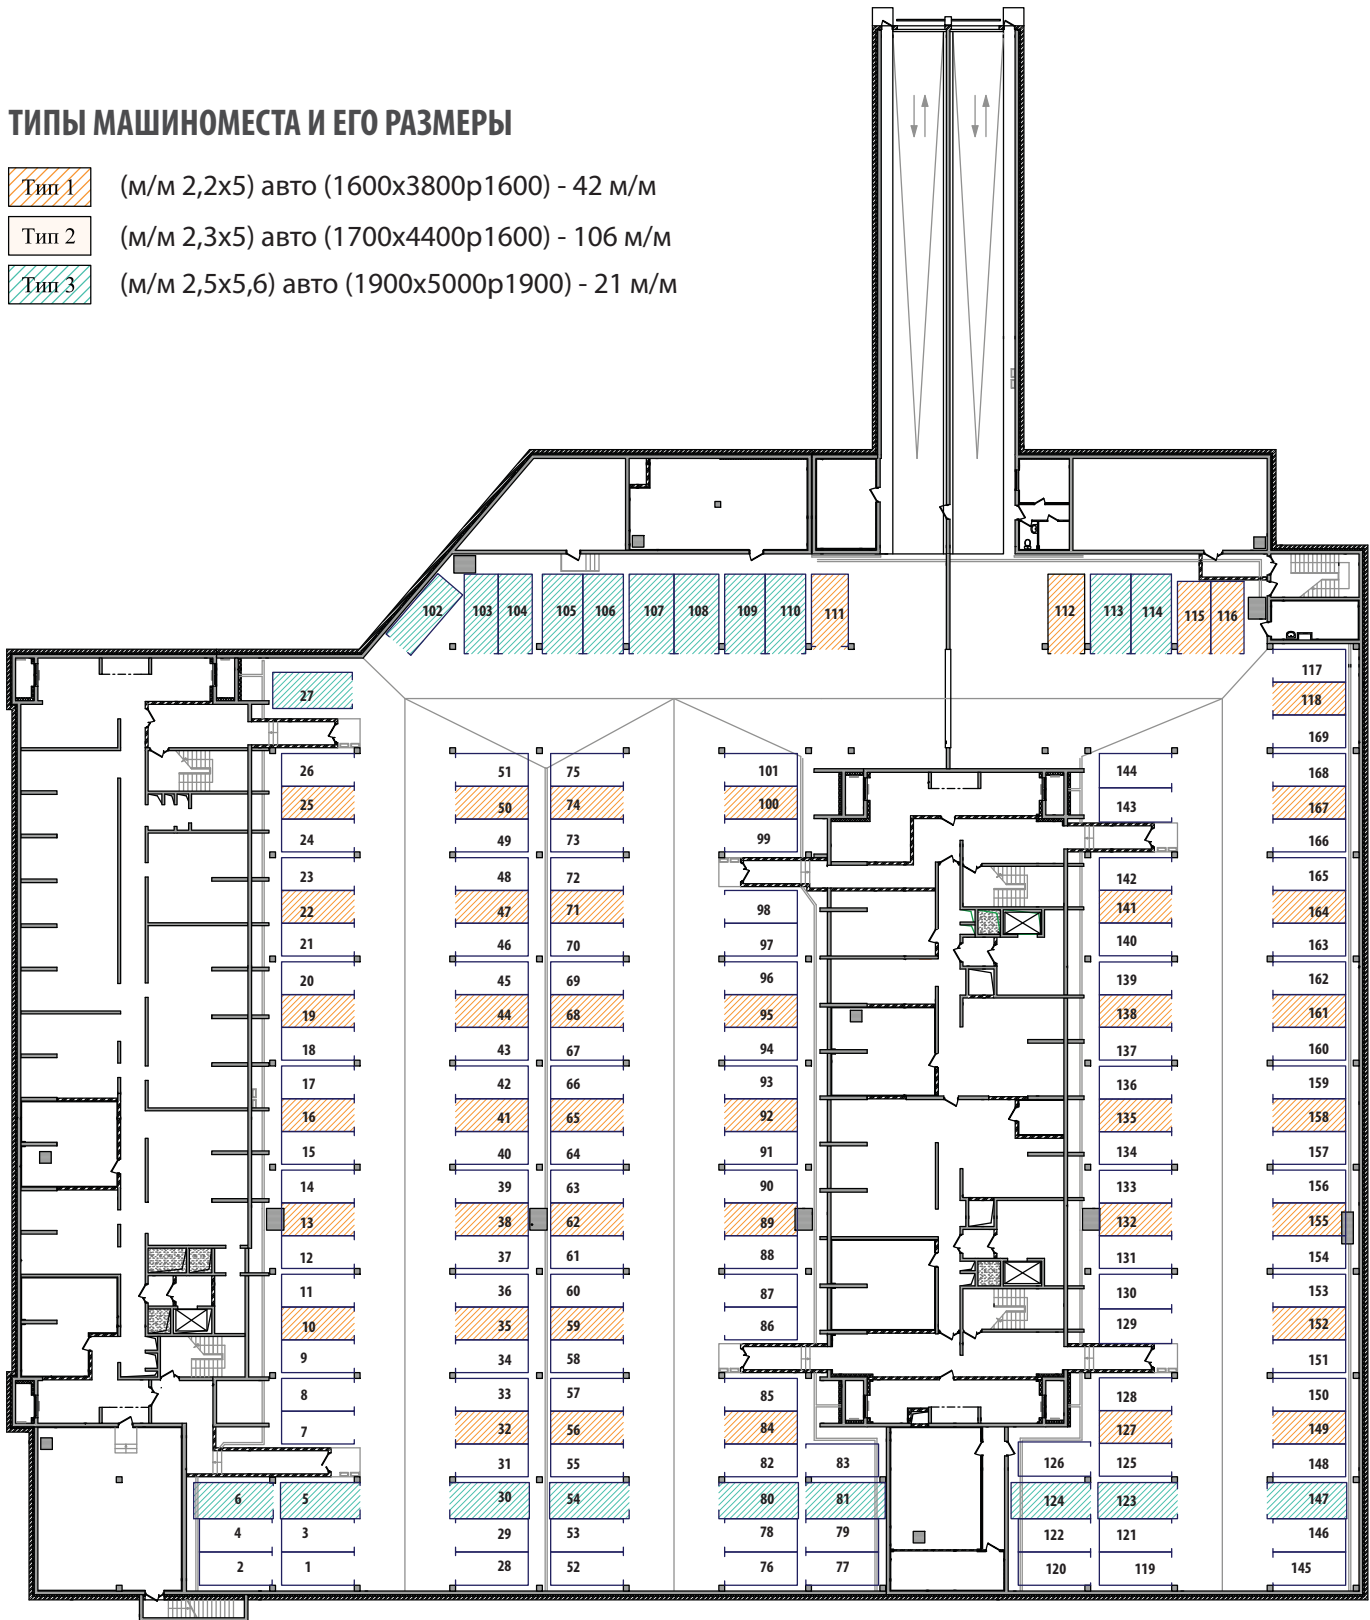 ТИПЫ МАШИНОМЕСТА И ЕГО РАЗМЕРЫ
Тип 1 (м/м 2,2x5) авто (1600x3800р1600) - 42 м/м
Тип 2 (м/м 2,3x5) авто (1700x4400р1600) - 106 м/м
Тип 3 (м/м 2,5x5,6) авто (1900x5000р1900) - 21 м/м
102 103 104 105 106 107 108 109 110 111 112 113 114 115 116
117
27 118
169
26 51 75 101 144 168
25 50 74 100 143 167
24 49 73 99 166
23 48 72 142 165
22 47 71 98 141 164
21 46 70 97 140 163
20 45 69 96 139 162
19 44 68 95 138 161
18 43 67 94 137 160
17 42 66 93 136 159
16 41 65 92 135 158
15 40 64 91 134 157
14 39 63 90 133 156
13 38 62 89 132 155
12 37 61 88 131 154
11 36 60 87 130 153
10 35 59 86 129 152
9 34 58 151
8 33 57 85 128 150
7 32 56 84 127 149
31 55 82 83 126 125 148
6 5 30 54 80 81 124 123 147
4 3 29 53 78 79 122 121 146
2 1 28 52 76 77 120 119 145